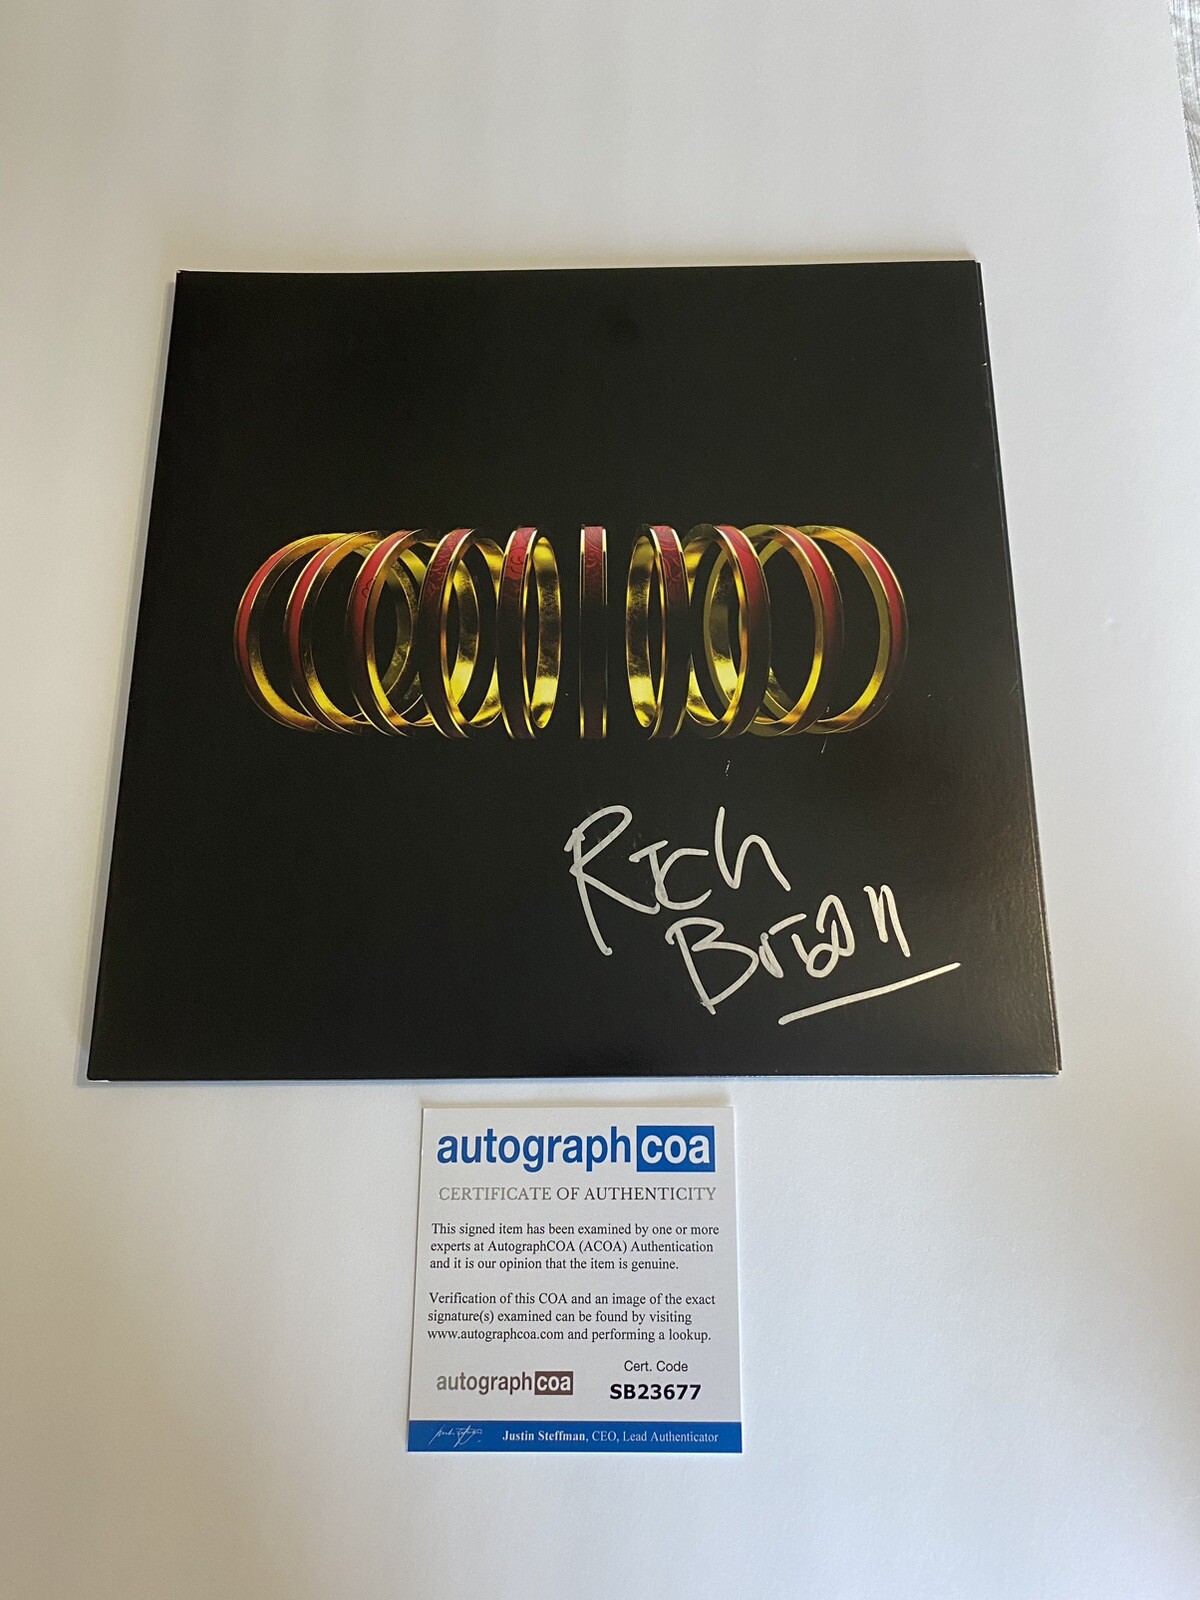 Rich
Brian
autographcoa
CERTIFICATE OF AUTHENTICITY
This signed item has been examined by one or more
experts at AutographCOA (ACOA) Authentication
and it is our opinion that the item is genuine.
Verification of this COA and an image of the exact
signature(s) examined can be found by visiting
www.autographcoa.com and performing a lookup.
autographcoa
Cert. Code
SB23677
Justin Steffman, CEO, Lead Authenticator